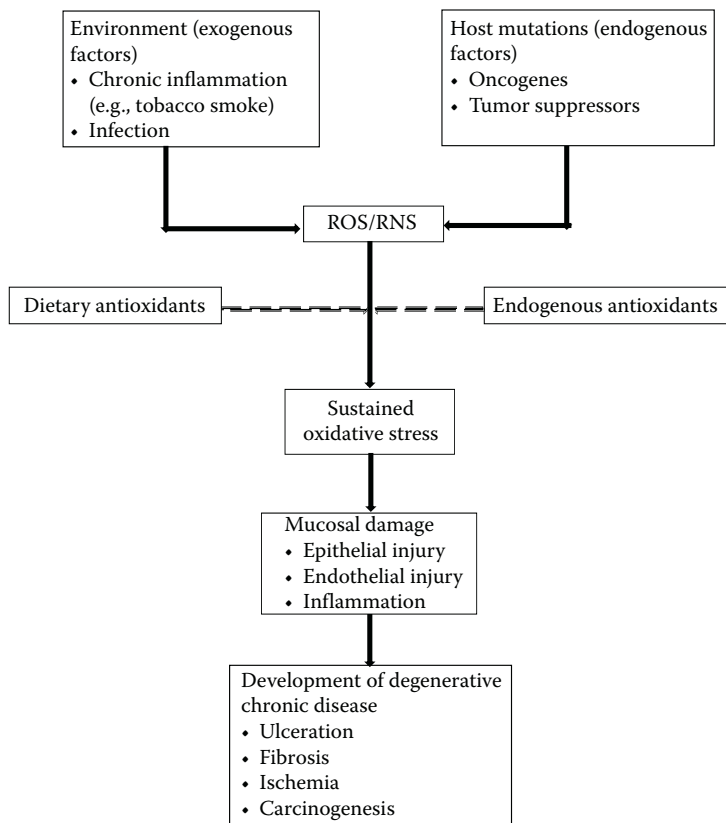 Environment (exogenous
factors)
• Chronic inflammation
(e.g., tobacco smoke)
• Infection
Host mutations (endogenous
factors)
• Oncogenes
• Tumor suppressors
ROS/RNS
Dietary antioxidants
Endogenous antioxidants
Sustained
oxidative stress
Mucosal damage
• Epithelial injury
• Endothelial injury
• Inflammation
Development of degenerative
chronic disease
• Ulceration
• Fibrosis
• Ischemia
• Carcinogenesis